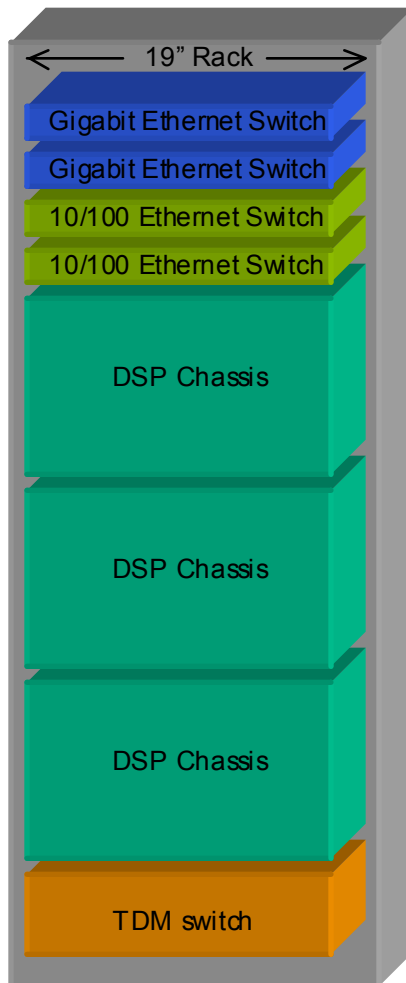 19” Rack
Gigabit Ethernet Switch
Gigabit Ethernet Switch
10/100 Ethernet Switch
10/100 Ethernet Switch
DSP Chassis
DSP Chassis
DSP Chassis
TDM switch